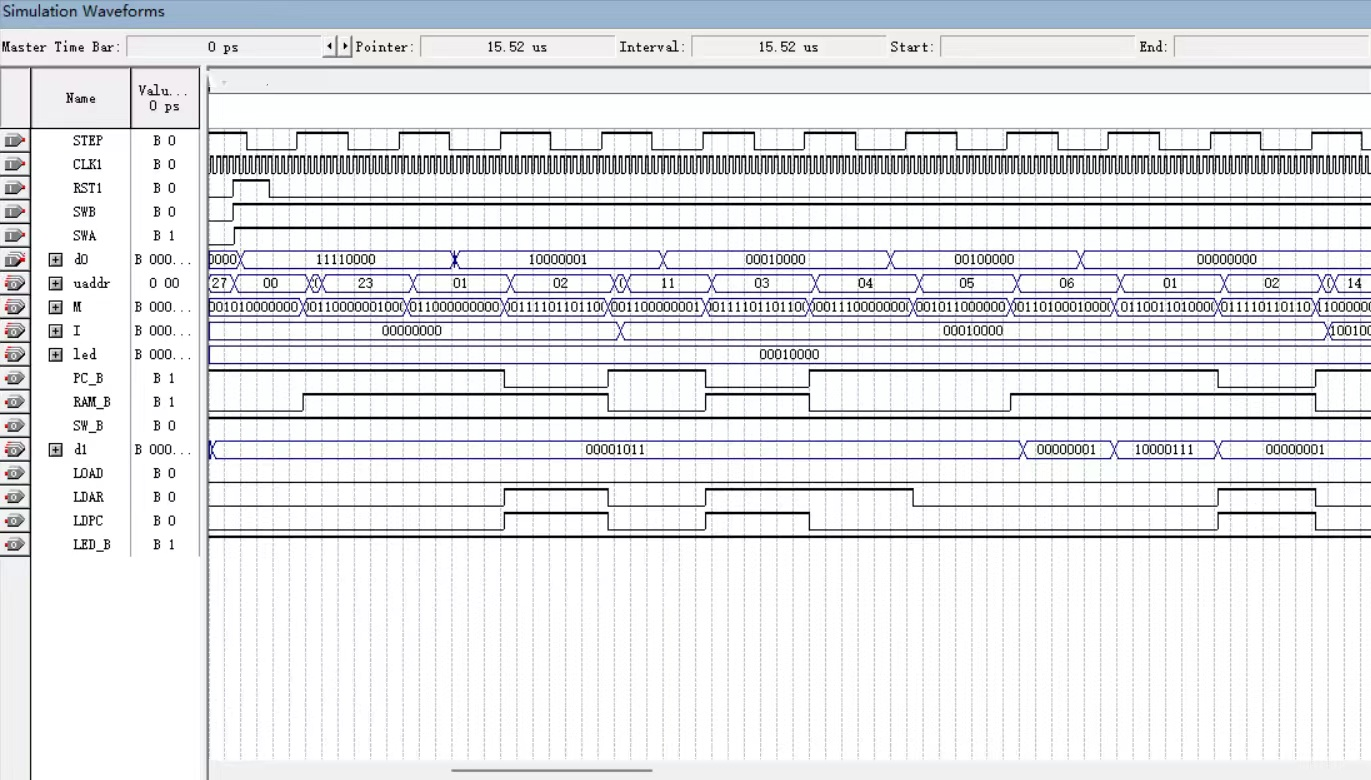 Simulation Waveforms
Master Time Bar: 0 ps Pointer: 15.52 us Interval: 15.52 us Start: End:
Name Valu... 0 ps
STEP B 0
CLK1 B 0
RST1 B 0
SWB B 0
SWA B 1
d0 B 000... 0000 11110000 10000001 00010000 00100000 00000000
uaddr 0 00 27 00 23 01 02 11 03 04 05 06 01 02 14
M B 000...
I B 000... 00000000 00010000
led B 000... 00010000
PC_B B 1
RAM_B B 1
SW_B B 0
d1 B 000... 00001011 00000001 10000111 00000001
LOAD B 0
LDAR B 0
LDPC B 0
LED_B B 1